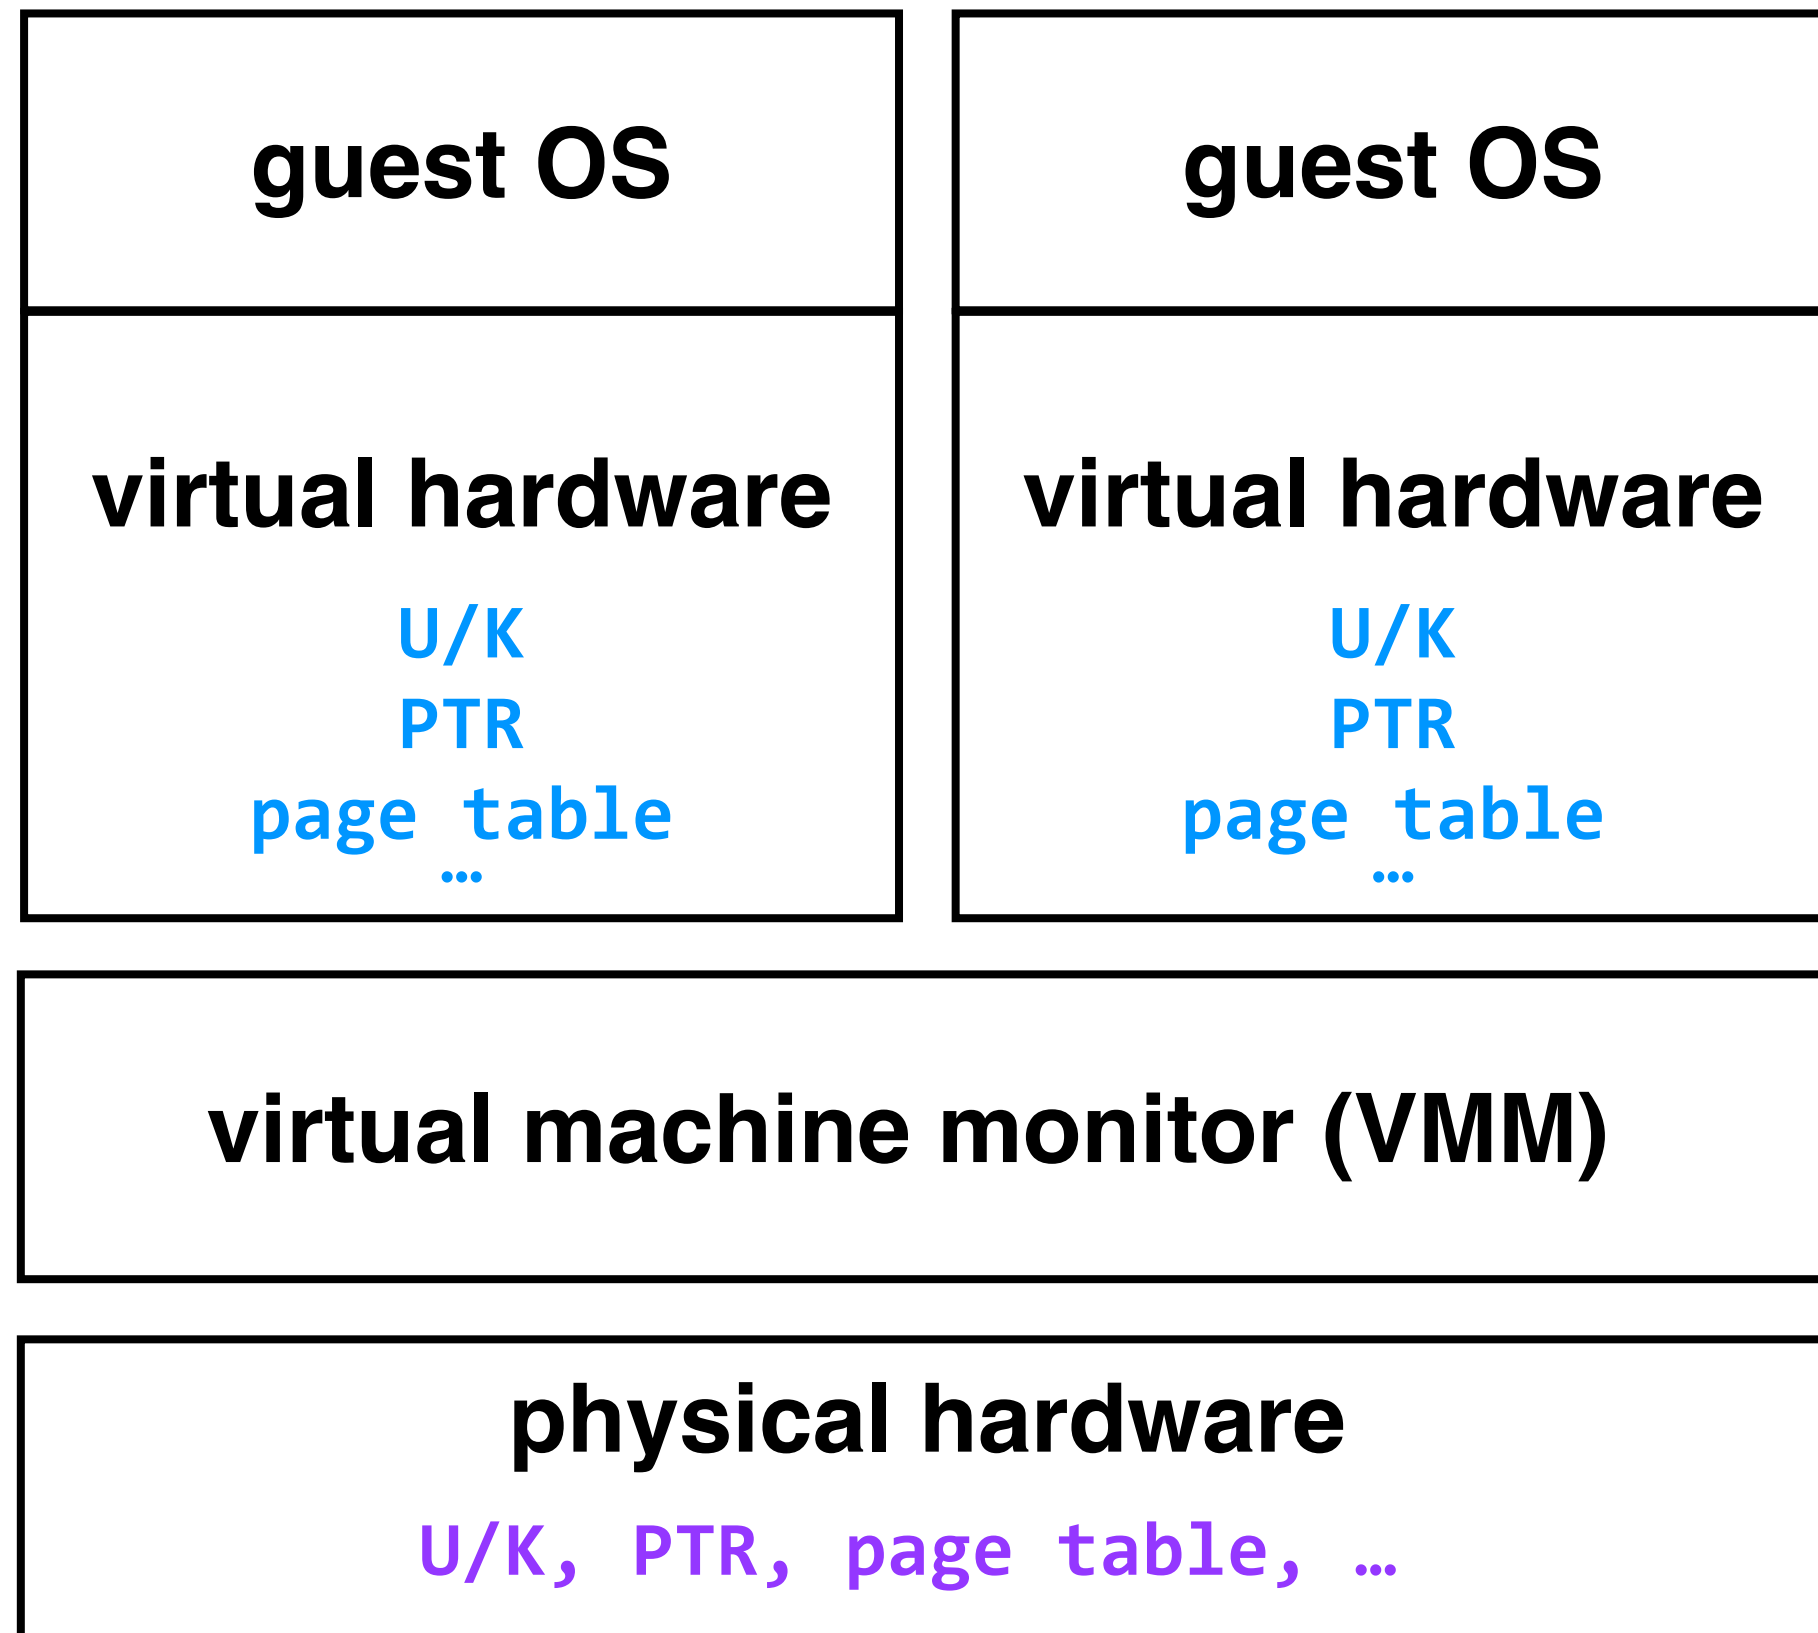 guest OS
guest OS
virtual hardware
U/K
PTR
page table
…
virtual hardware
U/K
PTR
page table
…
virtual machine monitor (VMM)
physical hardware
U/K, PTR, page table, …